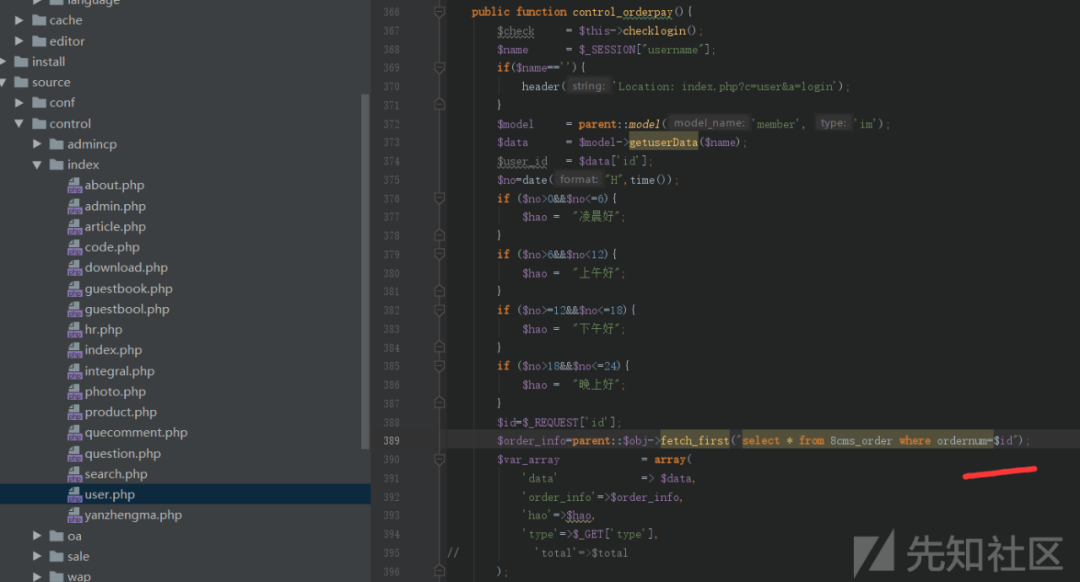 language
cache
editor
install
source
conf
control
admincp
index
about.php
admin.php
article.php
code.php
download.php
guestbook.php
guestbool.php
hr.php
index.php
integral.php
photo.php
product.php
quecomment.php
question.php
search.php
user.php
yanzhengma.php
oa
sale
wap
366 public function control_orderpay(){
367 $check = $this->checklogin();
368 $name = $_SESSION["username"];
369 if($name==''){
370 header( string: 'Location: index.php?c=user&a=login');
371 }
372 $model = parent::model( model_name: 'member', type: 'im');
373 $data = $model->getuserData($name);
374 $user_id = $data['id'];
375 $no=date( format: "H",time());
376 if ($no>0&&$no<=6){
377 $hao = "凌晨好";
378 }
379 if ($no>6&&$no<12){
380 $hao = "上午好";
381 }
382 if ($no>=12&&$no<=18){
383 $hao = "下午好";
384 }
385 if ($no>18&&$no<=24){
386 $hao = "晚上好";
387 }
388 $id=$_REQUEST['id'];
389 $order_info=parent::$obj->fetch_first("select * from 8cms_order where ordernum=$id");
390 $var_array = array(
391 'data' => $data,
392 'order_info'=>$order_info,
393 'hao'=>$hao,
394 'type'=>$_GET['type'],
395 // 'total'=>$total
396 );
先知社区